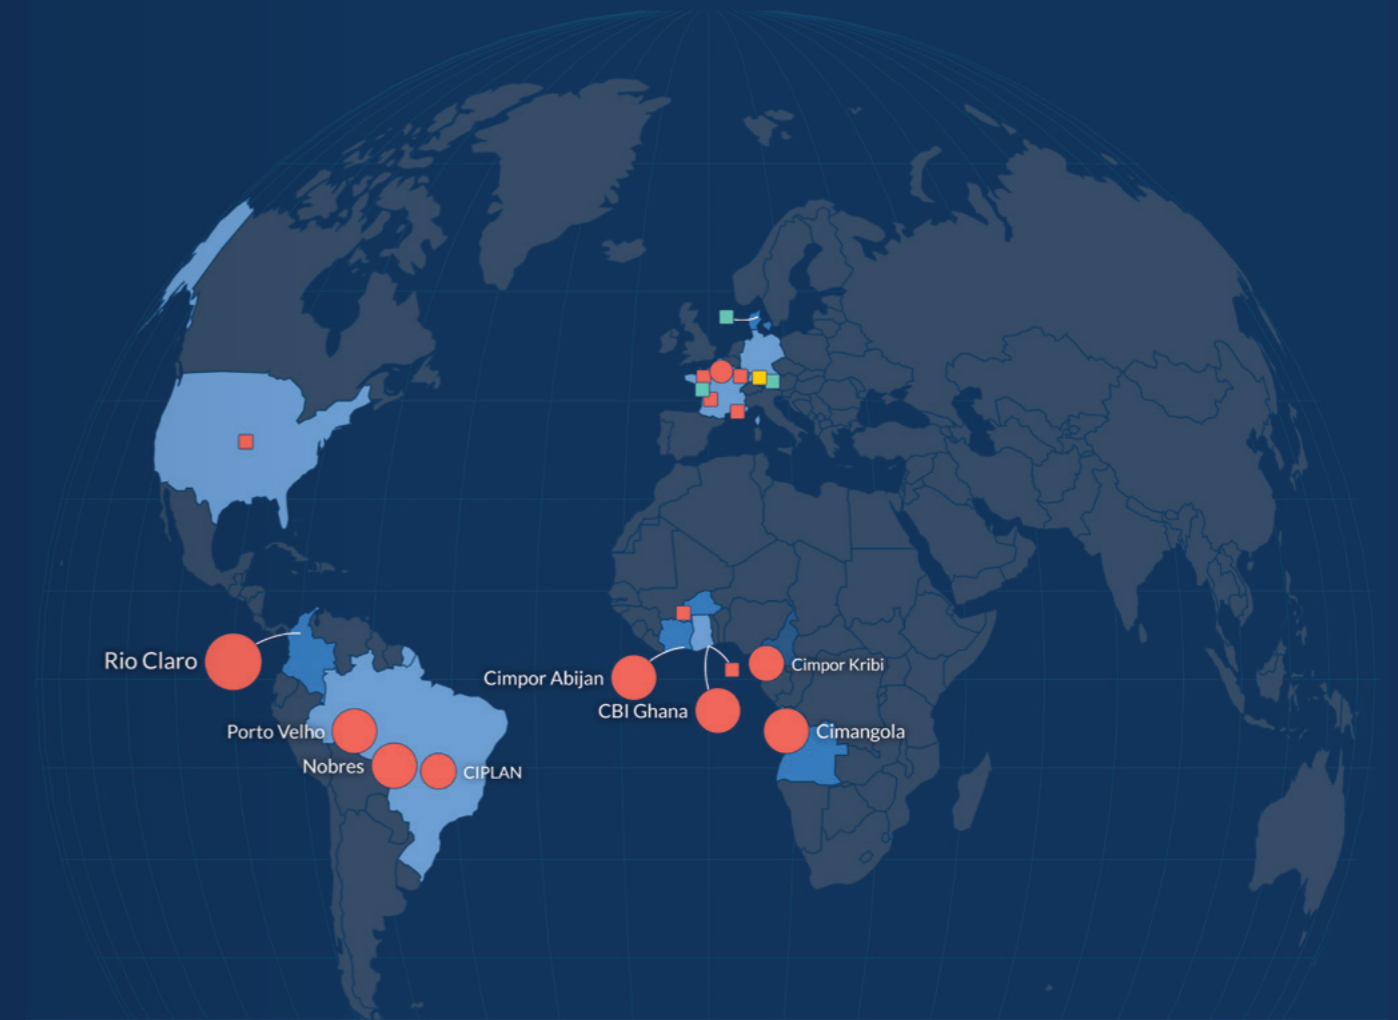 Rio Claro
Cimpor Abijan
Cimpor Kribi
CBI Ghana
Porto Velho
Cimangola
Nobres
CIPLAN